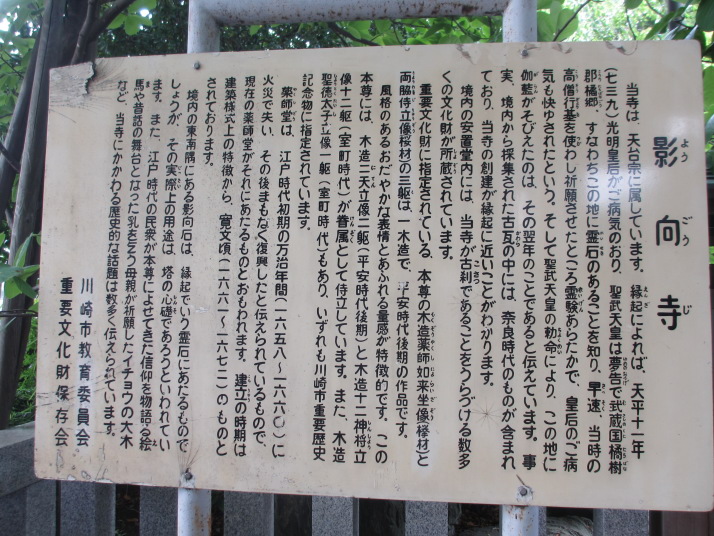 影向寺
よう ごう じ
当寺は、天台宗に属しています。縁起によれば、天平十一年
(七三九)光明皇后がご病気のおり、聖武天皇は夢告で武蔵国橘樹
郡橘郷、すなわちこの地に霊石のあることを知り、早速、当時の
高僧行基を使わし祈願させたところ霊験あらたかで、皇后のご病
気も快ゆされたという。そして聖武天皇の勅命により、この地に
伽藍がそびえたのは、その翌年のことであると伝えています。事
実、境内から採集された古瓦の中には、奈良時代のものが含まれ
ており、当寺の創建が縁起に近いことがわかります。
境内の安置堂内には、当寺が古刹であることをうらづける数多
くの文化財が所蔵されています。
重要文化財に指定されている、本尊の木造薬師如来坐像(欅材)と
両脇侍立像(桜材)の三躯は、一木造で、平安時代後期の作品です。
風格のあるおだやかな表情とあふれる量感が特徴的です。この
本尊には、木造二天立像二躯(平安時代後期)と木造十二神将立
像十二躯(室町時代)が眷属として侍立しています。また、木造
聖徳太子立像一躯(室町時代)もあり、いずれも川崎市重要歴史
記念物に指定されています。
薬師堂は、江戸時代初期の万治年間(一六五八〜一六六〇)に
火災で失い、その後まもなく復興したと伝えられているもので、
現在の薬師堂がそれにあたるものとおもわれます。建立の時期は
建築様式上の特徴から、寛文頃(一六六一〜一六七二)のものと
されております。
境内の東南隅にある影向石は、縁起でいう霊石にあたるもので
しょうが、その実際上の用途は、塔の心礎であろうといわれてい
ます。また、江戸時代の民衆が本尊によせてきた信仰を物語る絵
馬や昔話の舞台となった乳乞う母親が祈願したイチョウの大木
など、当寺にかかわる歴史的な話題は数多く伝えられています。
川崎市教育委員会
重要文化財保存会